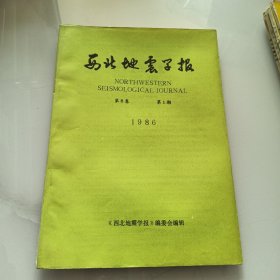 西北地震学报
NORTHWESTERN
SEISMOLOGICAL JOURNAL
第8卷 第1期
1986
《西北地震学报》编委会编辑